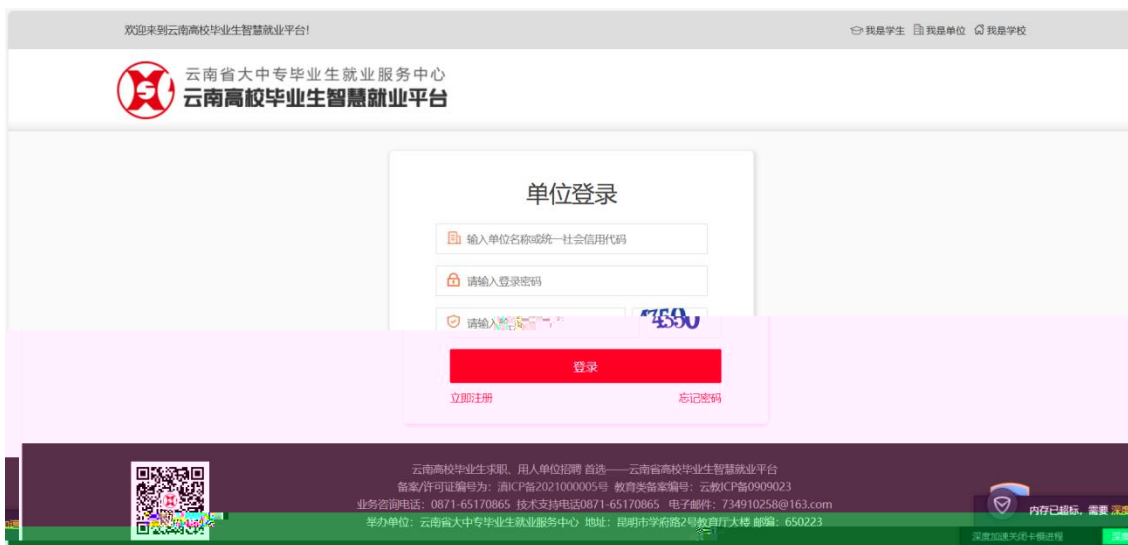 欢迎来到云南高校毕业生智慧就业平台!
我是学生 我是单位 我是学校
云南省大中专毕业生就业服务中心
云南高校毕业生智慧就业平台
单位登录
输入单位名称或统一社会信用代码
请输入登录密码
请输入
登录
立即注册 忘记密码
云南高校毕业生求职、用人单位招聘 首选——云南省高校毕业生智慧就业平台
备案/许可证编号为:滇ICP备2021000005号 教育类备案编号:云教ICP备0909023
业务咨询电话:0871-65170865 技术支持电话0871-65170865 电子邮件:734910258@163.com
举办单位:云南省大中专毕业生就业服务中心 地址:昆明市学府路2号教育厅大楼 邮编:650223
内存已超标,需要 深度
深度加速关闭卡慢进程